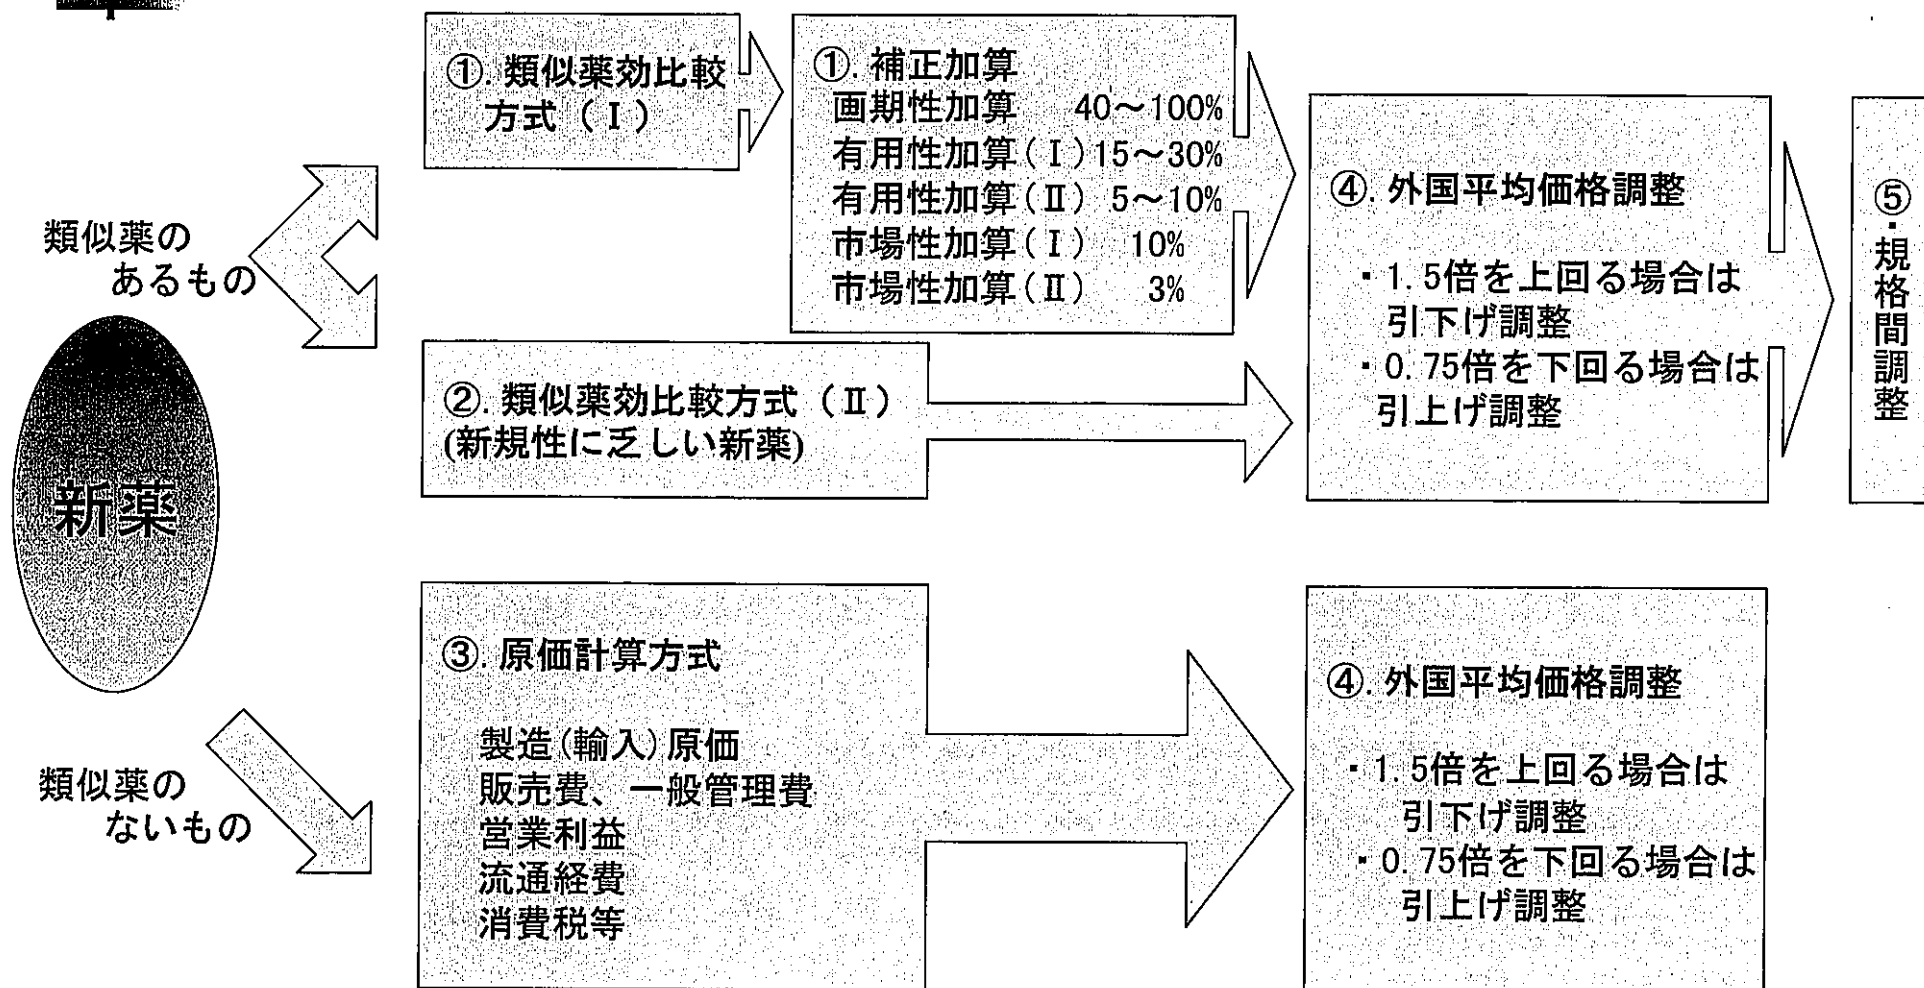 ①. 類似薬効比較
方式（Ⅰ）
①. 補正加算
画期性加算 40～100%
有用性加算(Ⅰ)15～30%
有用性加算(Ⅱ) 5～10%
市場性加算(Ⅰ) 10%
市場性加算(Ⅱ) 3%
類似薬の
あるもの
④. 外国平均価格調整
・1.5倍を上回る場合は
引下げ調整
・0.75倍を下回る場合は
引上げ調整
⑤．規格間調整
②. 類似薬効比較方式（Ⅱ）
(新規性に乏しい新薬)
新薬
類似薬の
ないもの
③. 原価計算方式
製造(輸入)原価
販売費、一般管理費
営業利益
流通経費
消費税等
④. 外国平均価格調整
・1.5倍を上回る場合は
引下げ調整
・0.75倍を下回る場合は
引上げ調整